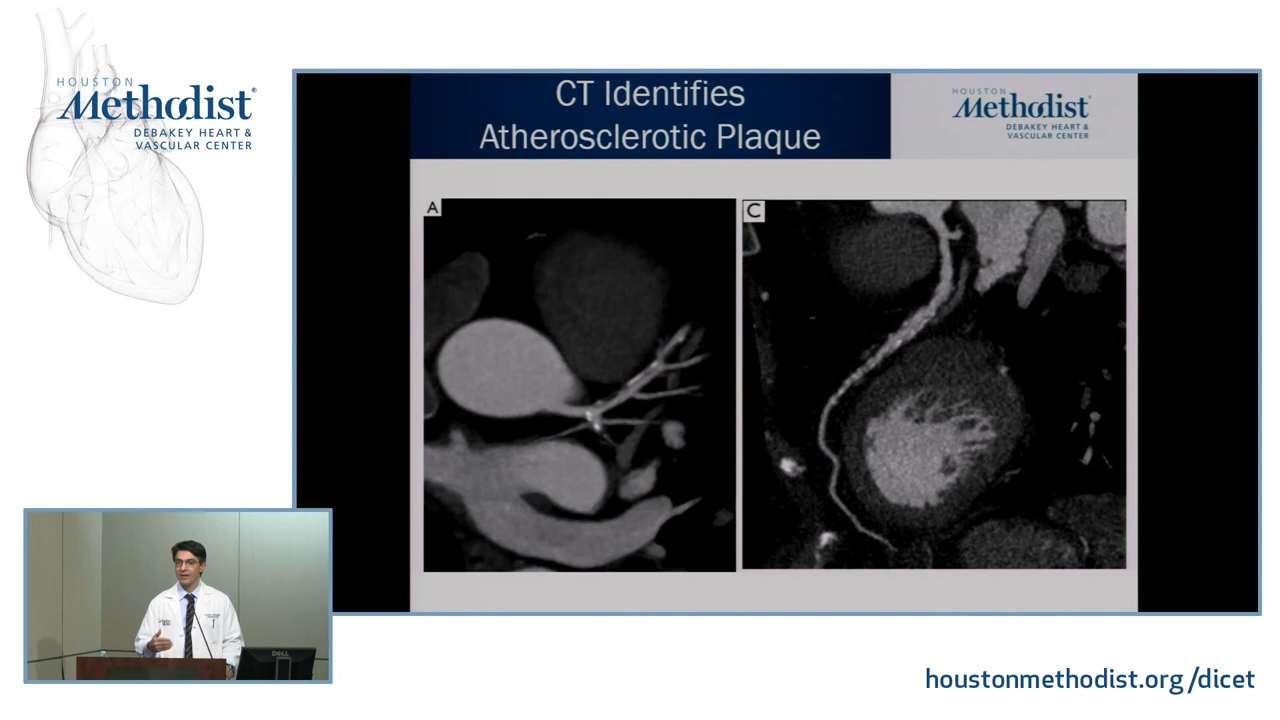 HOUSTON
Methodist®
DEBAKEY HEART &
VASCULAR CENTER
CT Identifies
Atherosclerotic Plaque
HOUSTON
Methodist
DEBAKEY HEART &
VASCULAR CENTER
A
C
DELL
houstonmethodist.org/dicet